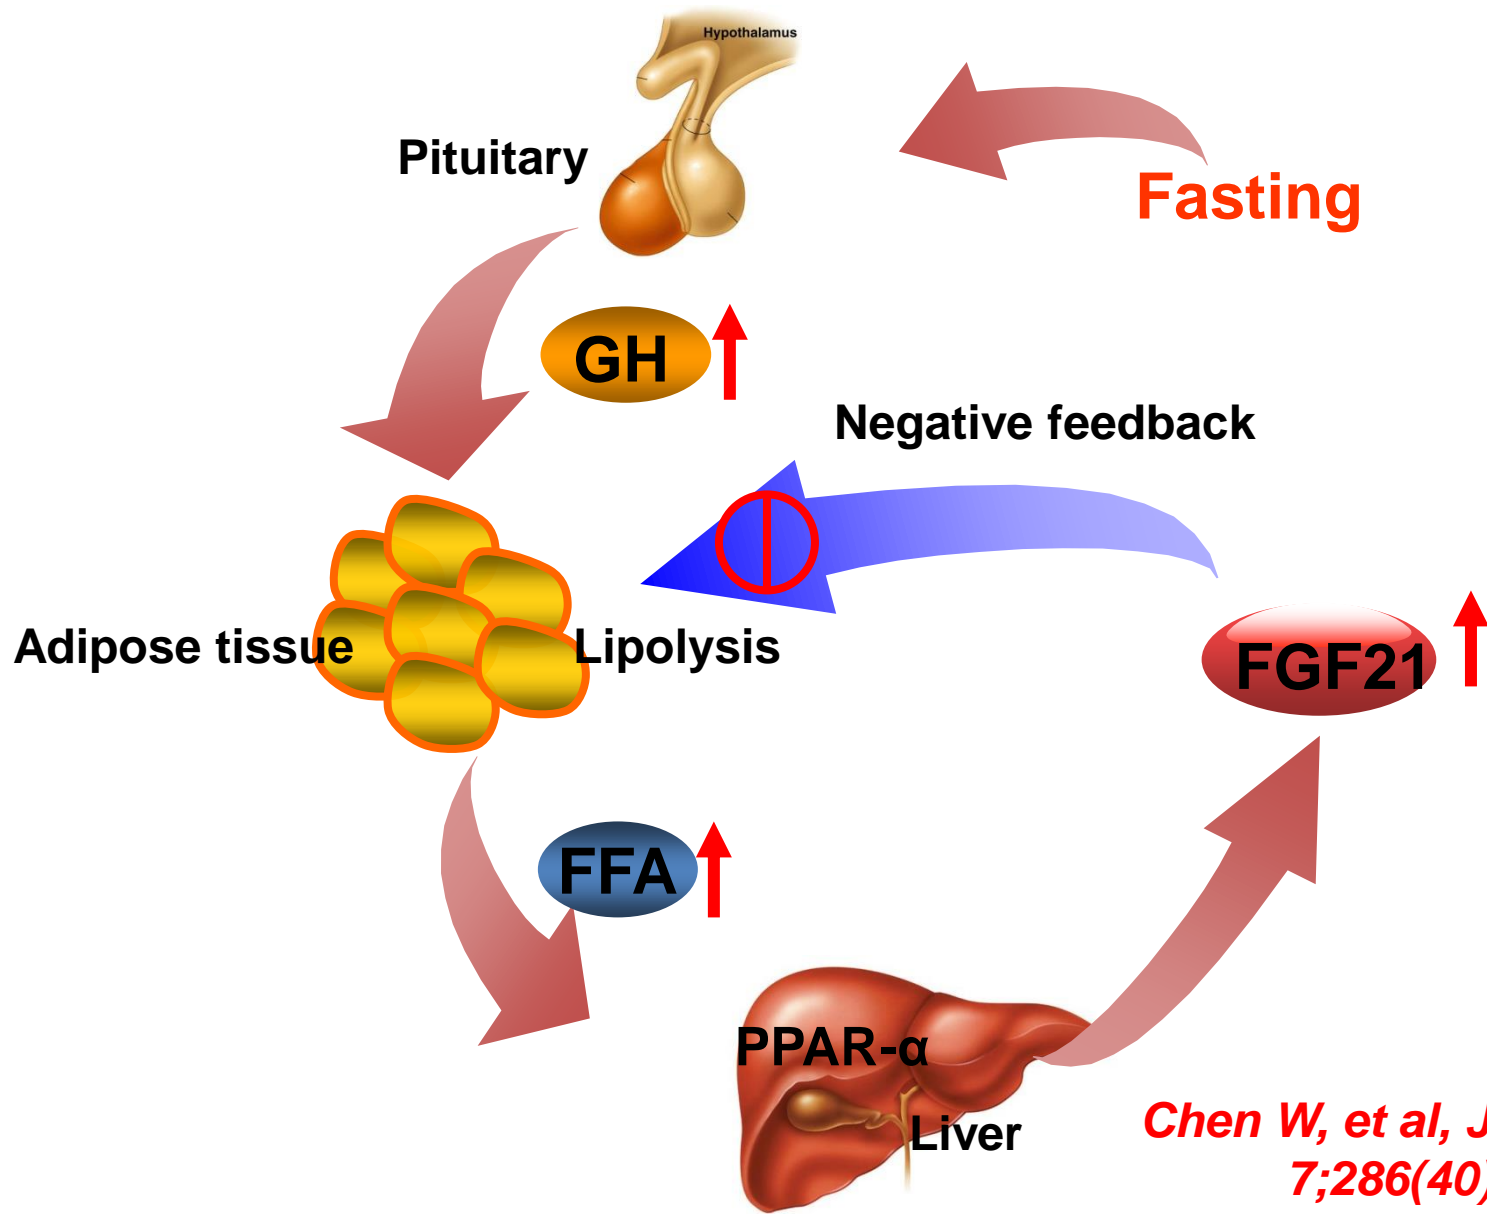 Hypothalamus
Pituitary
Fasting
GH
Negative feedback
Adipose tissue
Lipolysis
FGF21
FFA
PPAR-α
Liver
Chen W, et al, J
7;286(40)